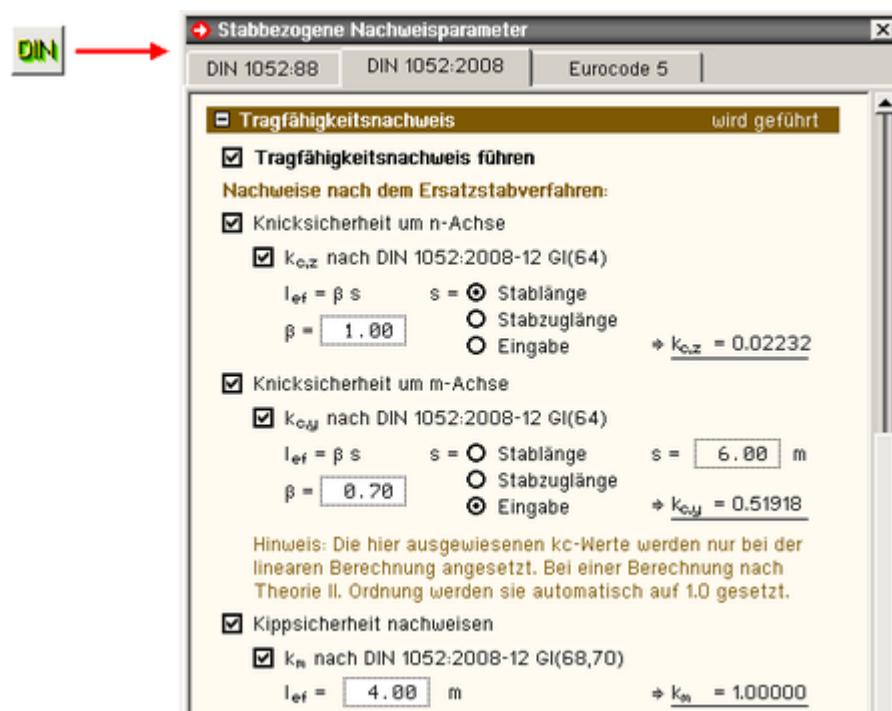 DIN
Stabbezogene Nachweisparameter
DIN 1052:88 DIN 1052:2008 Eurocode 5
Tragfähigkeitsnachweis wird geführt
Tragfähigkeitsnachweis führen
Nachweise nach dem Ersatzstabverfahren:
Knicksicherheit um n-Achse
kc,z nach DIN 1052:2008-12 Gl(64)
lef = β s s = Stablänge
Stabzuglänge
β = 1.00
Eingabe ⇒ kc,z = 0.02232
Knicksicherheit um m-Achse
kc,y nach DIN 1052:2008-12 Gl(64)
lef = β s s = Stablänge s = 6.00 m
Stabzuglänge
β = 0.70
Eingabe ⇒ kc,y = 0.51918
Hinweis: Die hier ausgewiesenen kc-Werte werden nur bei der
linearen Berechnung angesetzt. Bei einer Berechnung nach
Theorie II. Ordnung werden sie automatisch auf 1.0 gesetzt.
Kippsicherheit nachweisen
km nach DIN 1052:2008-12 Gl(68,70)
lef = 4.00 m ⇒ km = 1.00000